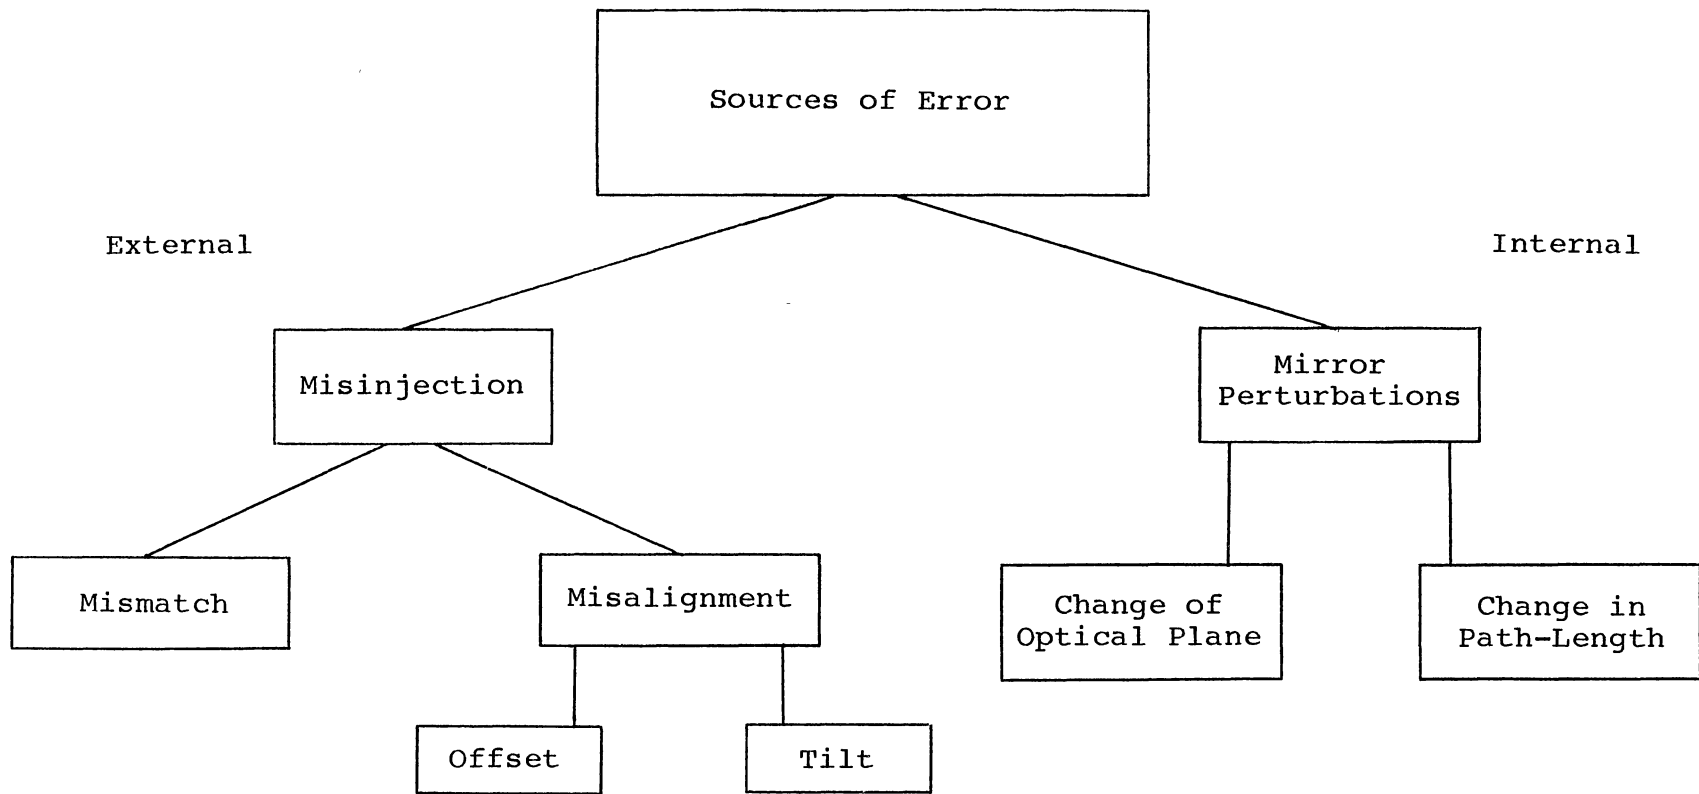 Sources of Error
External
Internal
Misinjection
Mirror
Perturbations
Mismatch
Misalignment
Change of
Optical Plane
Change in
Path-Length
Offset
Tilt